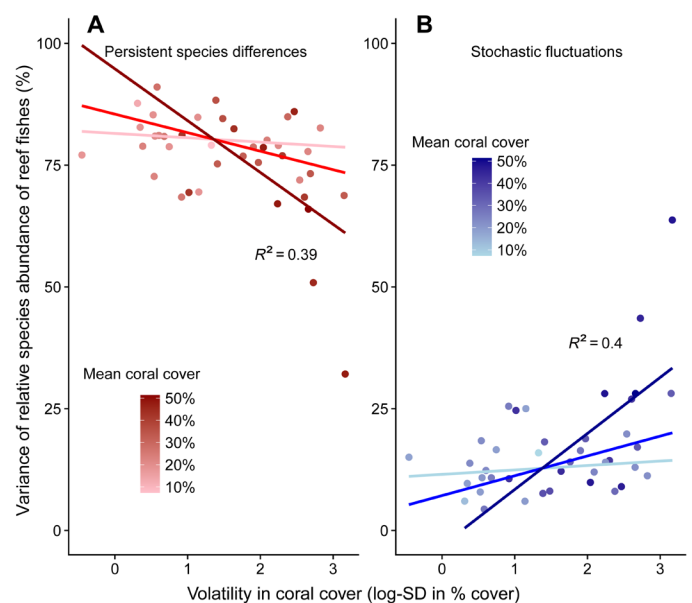 A
B
Persistent species differences
Stochastic fluctuations
Variance of relative species abundance of reef fishes (%)
100
75
50
25
0
R² = 0.39
Mean coral cover
50%
40%
30%
20%
10%
0
1
2
3
100
75
50
25
0
Mean coral cover
50%
40%
30%
20%
10%
R² = 0.4
0
1
2
3
Volatility in coral cover (log-SD in % cover)